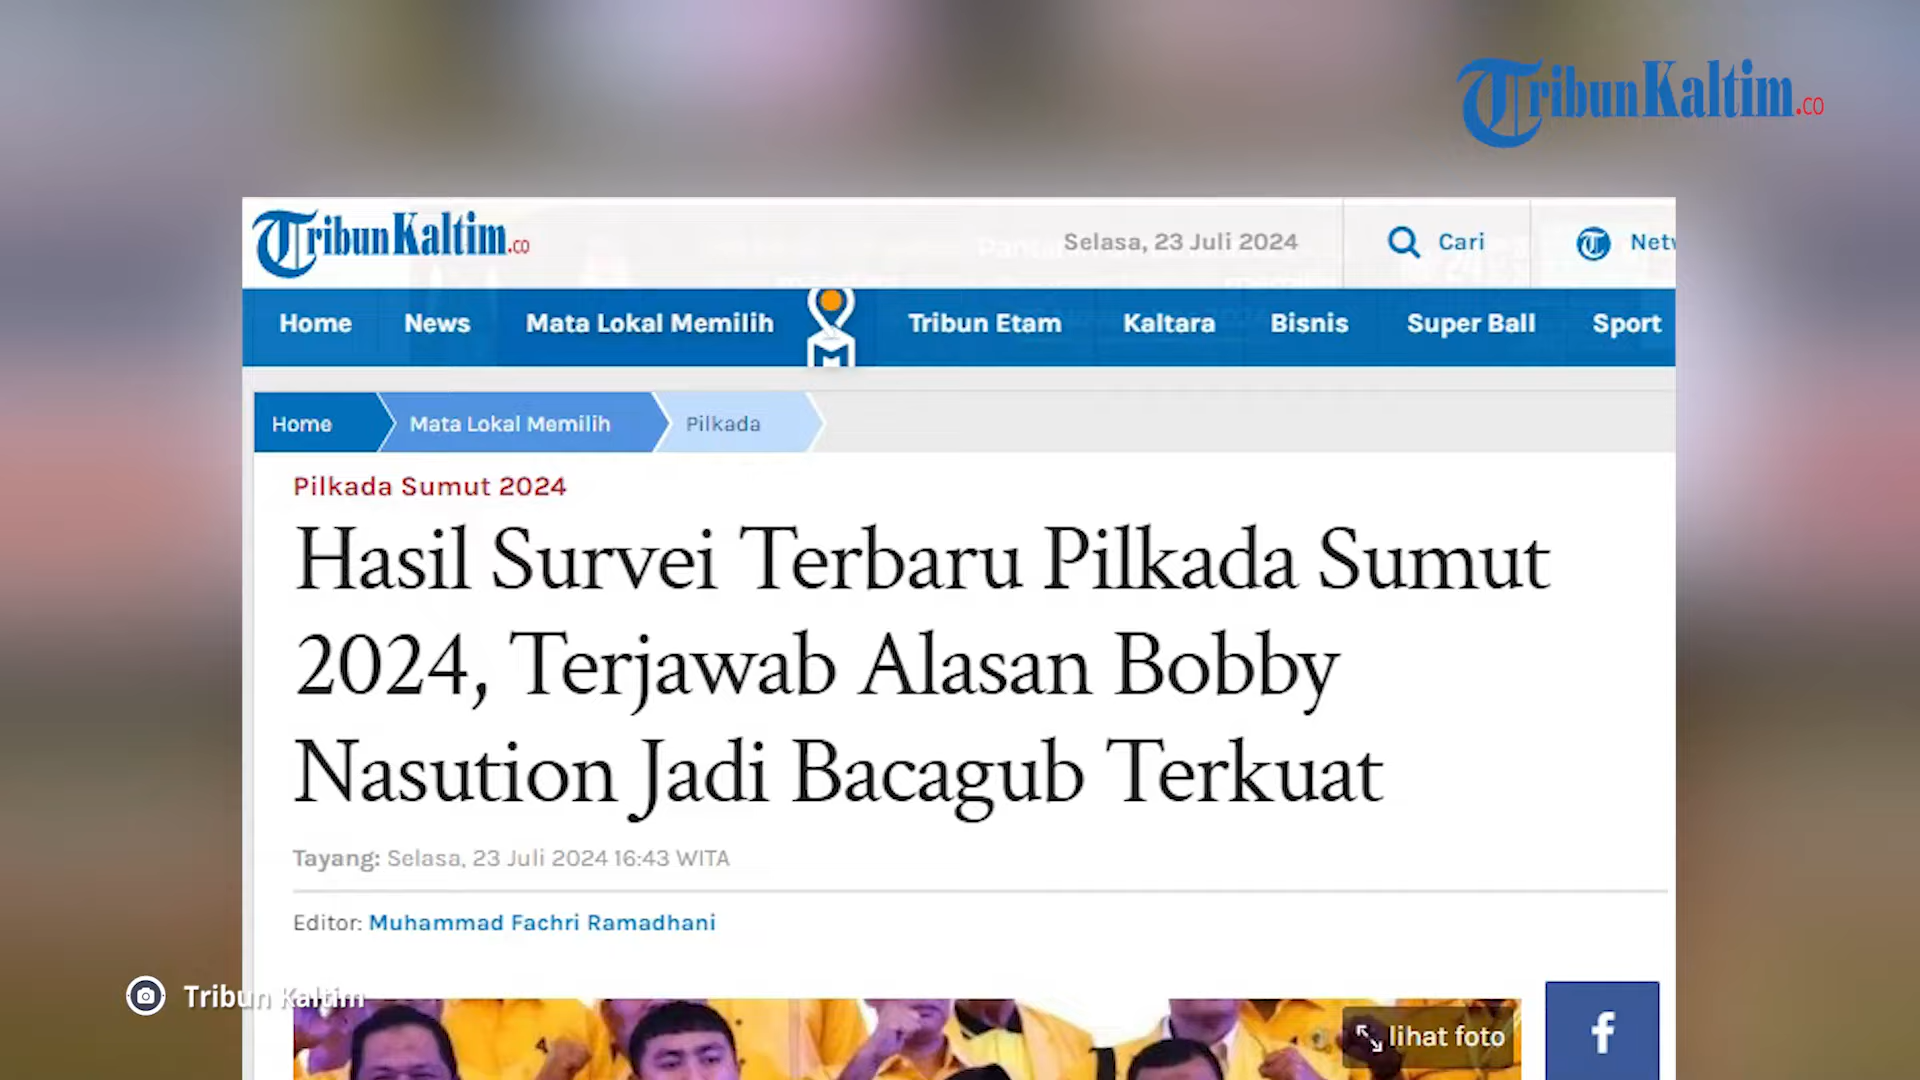 TribunKaltim.co
TribunKaltim.co
Selasa, 23 Juli 2024
Cari
Netw
Home
News
Mata Lokal Memilih
Tribun Etam
Kaltara
Bisnis
Super Ball
Sport
Home
Mata Lokal Memilih
Pilkada
Pilkada Sumut 2024
Hasil Survei Terbaru Pilkada Sumut
2024, Terjawab Alasan Bobby
Nasution Jadi Bacagub Terkuat
Tayang: Selasa, 23 Juli 2024 16:43 WITA
Editor: Muhammad Fachri Ramadhani
Tribun Kaltim
lihat foto